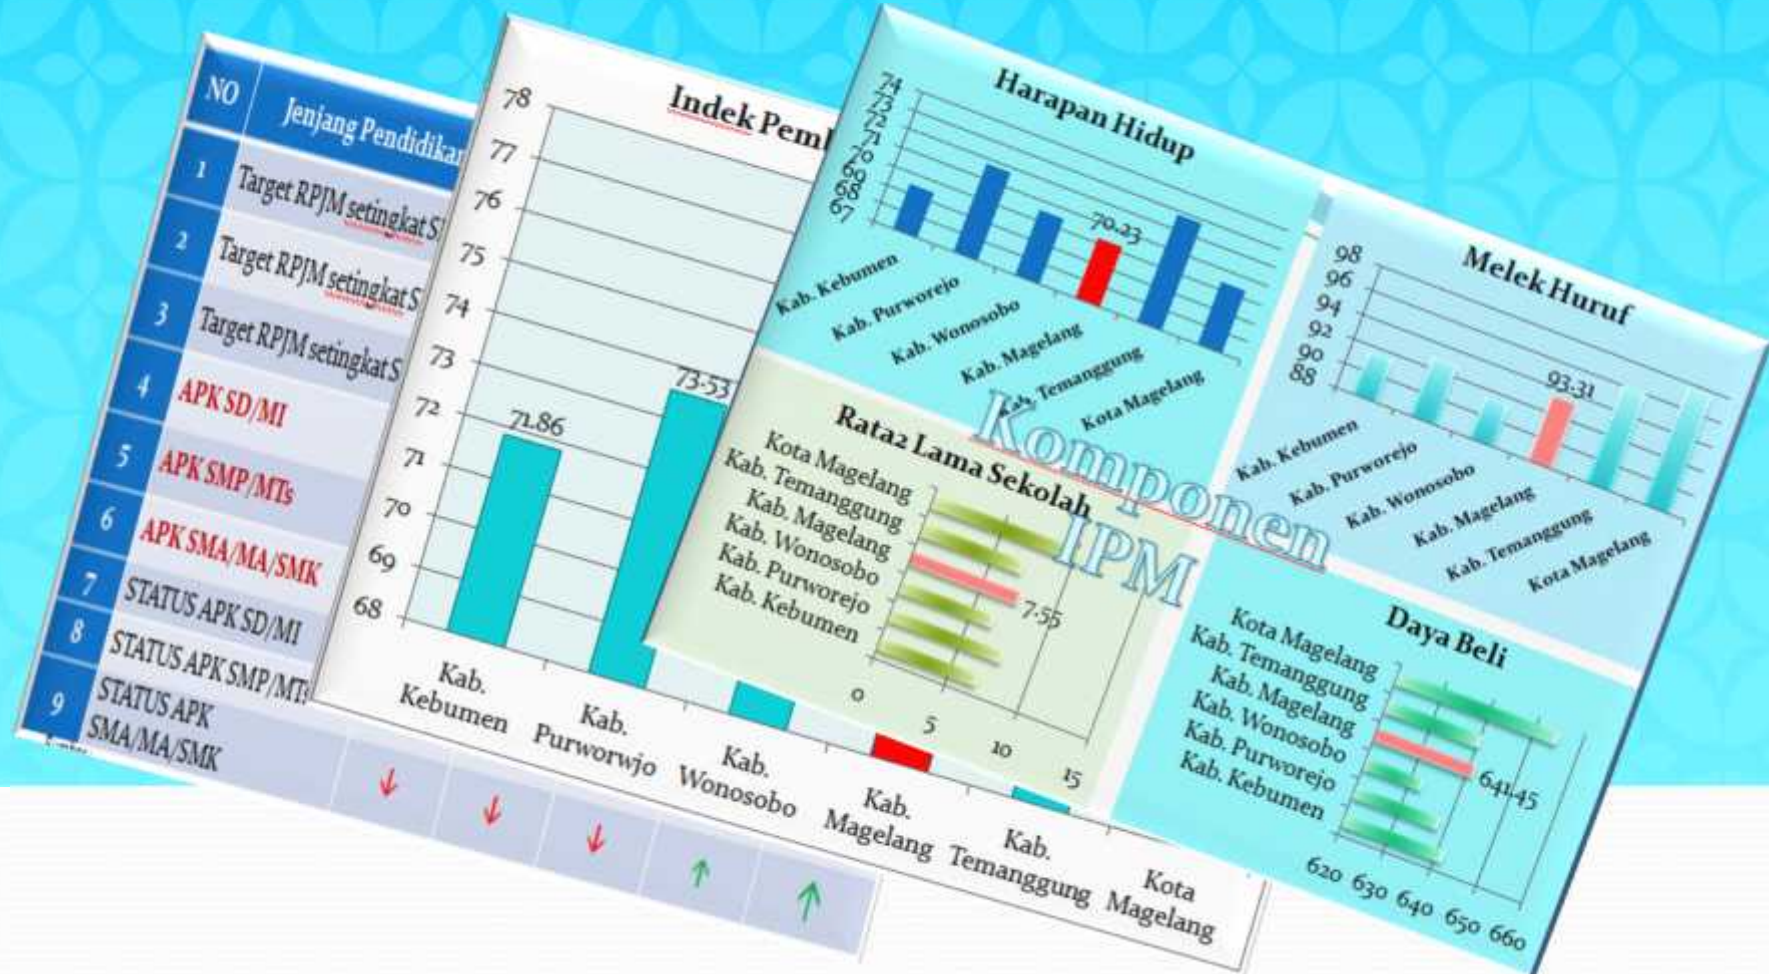 NO
Jenjang Pendidikan
1
Target RPJM setingkat S
2
Target RPJM setingkat S
3
Target RPJM setingkat S
4
APK SD/MI
5
APK SMP/MTs
6
APK SMA/MA/SMK
7
STATUS APK SD/MI
8
STATUS APK SMP/MTs
9
STATUS APK
SMA/MA/SMK
Indek Pem
78
77
76
75
74
73
72
71
70
69
68
71.86
73.53
Kab.
Kebumen
Kab.
Purworwjo
Kab.
Wonosobo
Kab.
Magelang
Kab.
Temanggung
Kota
Magelang
Harapan Hidup
74
73
72
71
70
69
68
67
70.23
Kab. Kebumen
Kab. Purworejo
Kab. Wonosobo
Kab. Magelang
Kab. Temanggung
Kota Magelang
Melek Huruf
98
96
94
92
90
88
93.31
Kab. Kebumen
Kab. Purworejo
Kab. Wonosobo
Kab. Magelang
Kab. Temanggung
Kota Magelang
Komponen
IPM
Rata2 Lama Sekolah
Kota Magelang
Kab. Temanggung
Kab. Magelang
Kab. Wonosobo
Kab. Purworejo
Kab. Kebumen
7.55
0
5
10
15
Daya Beli
Kota Magelang
Kab. Temanggung
Kab. Magelang
Kab. Wonosobo
Kab. Purworejo
Kab. Kebumen
641.45
620
630
640
650
660